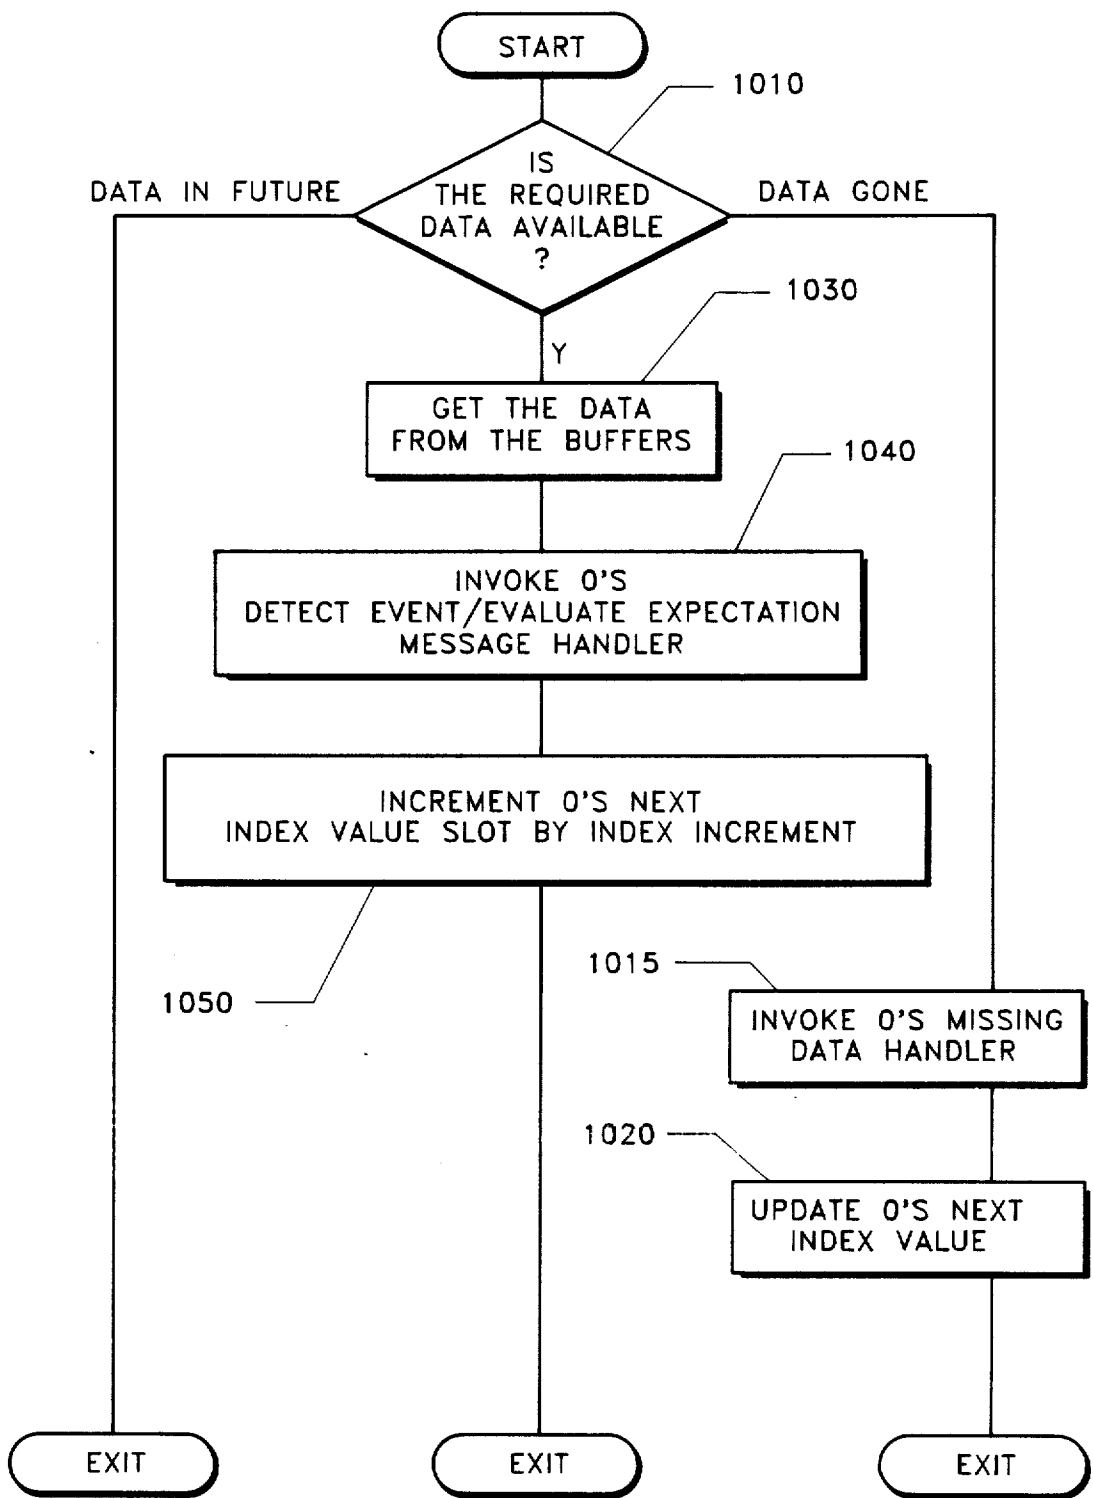 START
1010
IS
THE REQUIRED
DATA AVAILABLE
?
DATA IN FUTURE
DATA GONE
1030
Y
GET THE DATA
FROM THE BUFFERS
1040
INVOKE O'S
DETECT EVENT/EVALUATE EXPECTATION
MESSAGE HANDLER
INCREMENT O'S NEXT
INDEX VALUE SLOT BY INDEX INCREMENT
1050
1015
INVOKE O'S MISSING
DATA HANDLER
1020
UPDATE O'S NEXT
INDEX VALUE
EXIT
EXIT
EXIT